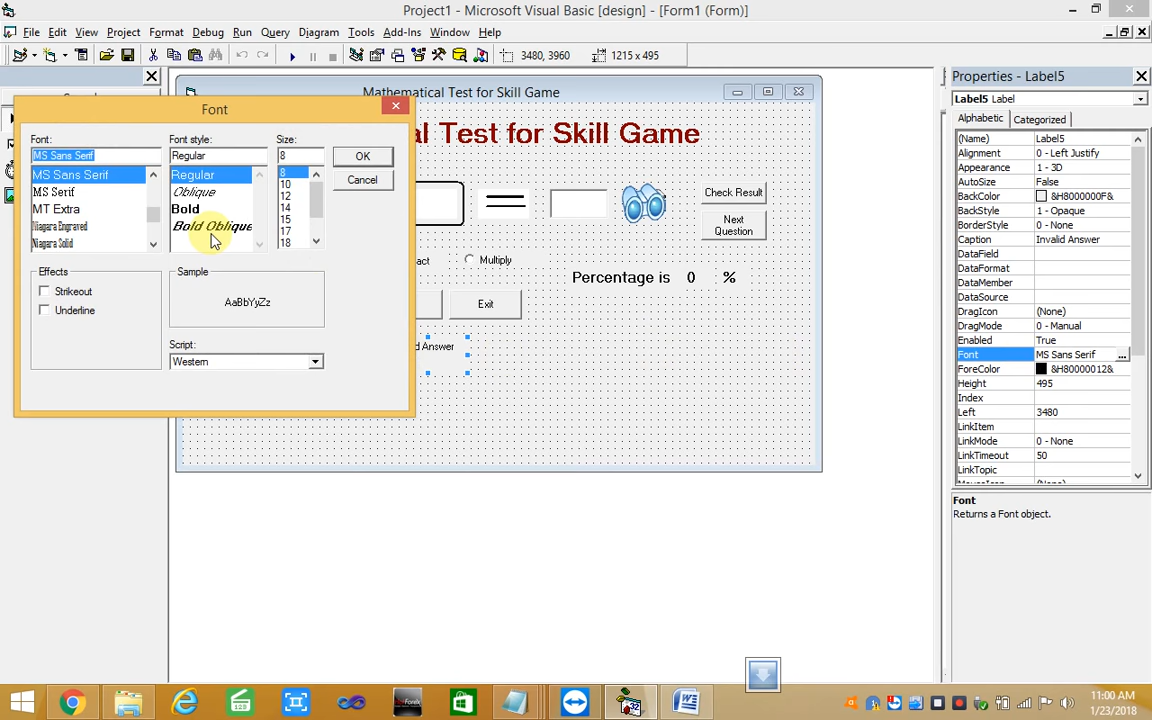 Project1 - Microsoft Visual Basic [design] - [Form1 (Form)]
File Edit View Project Format Debug Run Query Diagram Tools Add-Ins Window Help
3480, 3960 1215 x 495
Mathematical Test for Skill Game
al Test for Skill Game
Check Result
Next
Question
act Multiply
Percentage is 0 %
Exit
d Answer
Font
Font:
MS Sans Serif
MS Sans Serif
MS Serif
MT Extra
Niagara Engraved
Niagara Solid
Font style:
Regular
Regular
Oblique
Bold
Bold Oblique
Size:
8
8
10
12
14
15
17
18
OK
Cancel
Effects
Strikeout
Underline
Sample
AaBbYyZz
Script:
Western
Properties - Label5
Label5 Label
Alphabetic Categorized
(Name) Label5
Alignment 0 - Left Justify
Appearance 1 - 3D
AutoSize False
BackColor &H8000000F&
BackStyle 1 - Opaque
BorderStyle 0 - None
Caption Invalid Answer
DataField
DataFormat
DataMember
DataSource
DragIcon (None)
DragMode 0 - Manual
Enabled True
Font MS Sans Serif ...
ForeColor &H80000012&
Height 495
Index
Left 3480
LinkItem
LinkMode 0 - None
LinkTimeout 50
LinkTopic
Font
Returns a Font object.
11:00 AM
1/23/2018